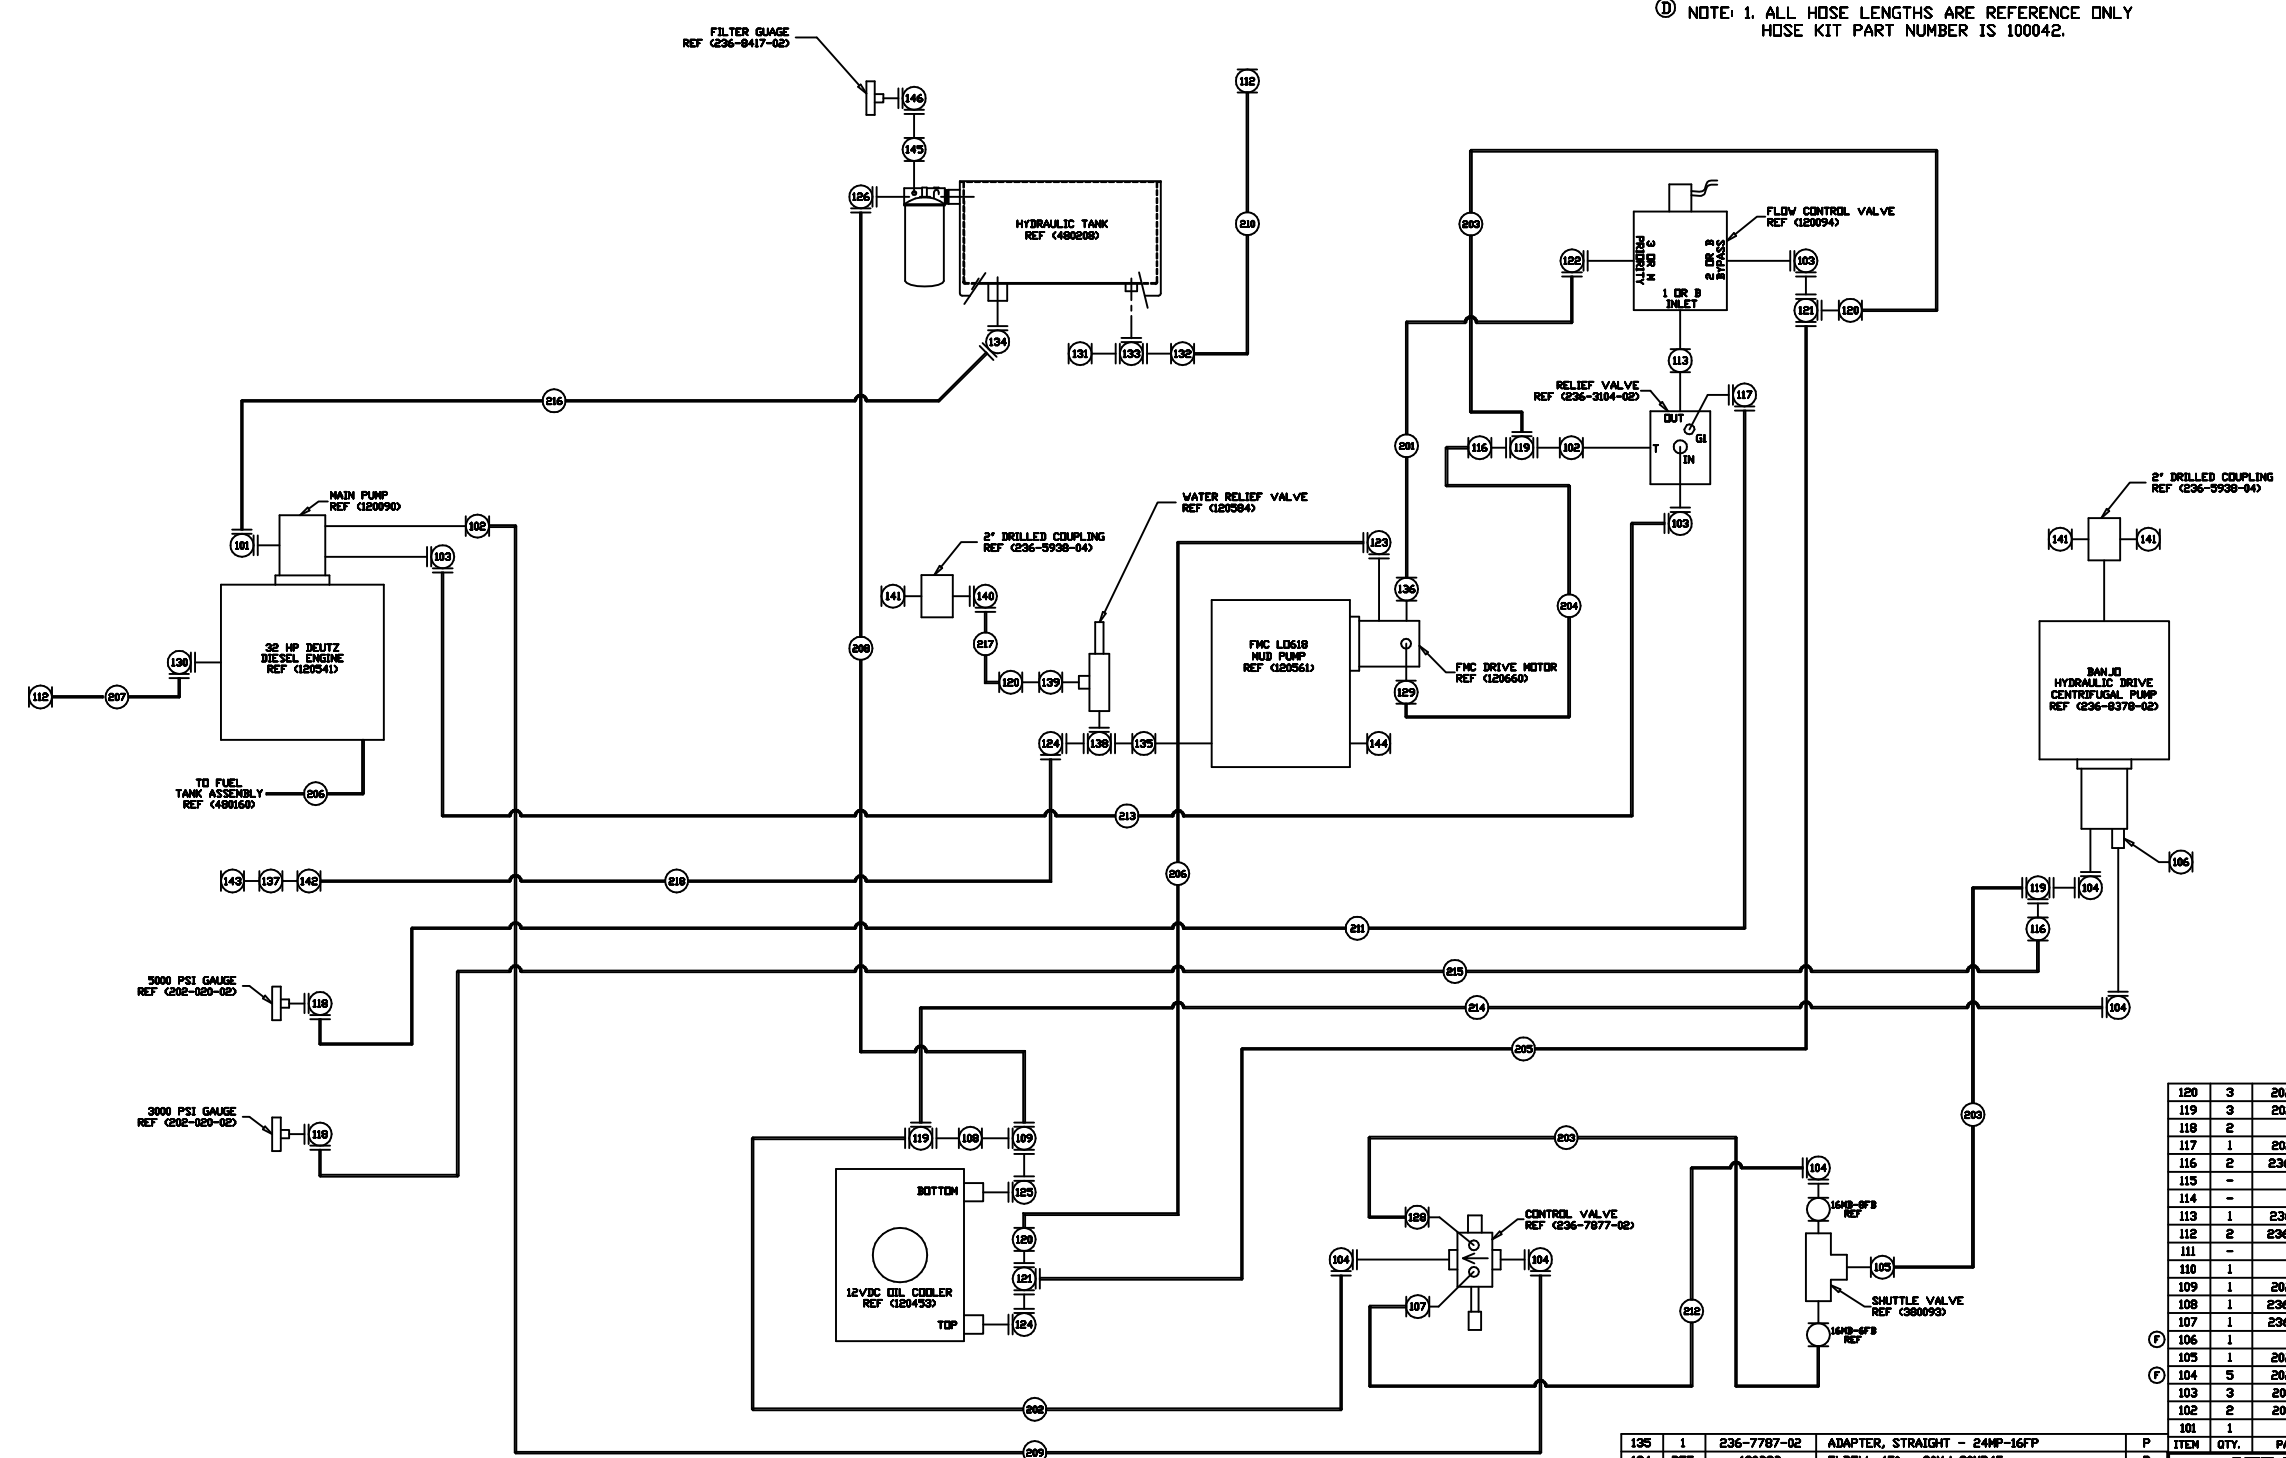 D NOTE: 1. ALL HOSE LENGTHS ARE REFERENCE ONLY
HOSE KIT PART NUMBER IS 100042.
FILTER GUAGE
REF (236-8417-02)
146
145
126
112
210
HYDRAULIC TANK
REF (480208)
134
131
133
132
216
203
FLOW CONTROL VALVE
REF (120094)
3 OR N
PRIORITY
2 OR B
BYPASS
1 OR B
INLET
122
103
121
120
113
RELIEF VALVE
REF (236-3104-02)
117
OUT
G1
T
IN
201
116
119
102
103
MAIN PUMP
REF (120090)
102
101
103
32 HP DEUTZ
DIESEL ENGINE
REF (120541)
130
112
207
TO FUEL
TANK ASSEMBLY
REF (480160)
206
2" DRILLED COUPLING
REF (236-5938-04)
141
140
217
120
139
WATER RELIEF VALVE
REF (120584)
208
124
138
135
FMC L0618
MUD PUMP
REF (120561)
123
136
FMC DRIVE MOTOR
REF (120660)
129
144
204
2" DRILLED COUPLING
REF (236-5938-04)
141
141
BANJO
HYDRAULIC DRIVE
CENTRIFUGAL PUMP
REF (236-8378-02)
106
119
104
116
104
213
143
137
142
218
206
211
215
214
205
5000 PSI GAUGE
REF (202-020-02)
118
3000 PSI GAUGE
REF (202-020-02)
118
119
108
109
BOTTOM
125
120
121
12VDC OIL COOLER
REF (120453)
TOP
124
203
128
CONTROL VALVE
REF (236-7877-02)
104
104
107
212
104
16MB-8FB
REF
105
SHUTTLE VALVE
REF (380093)
16MB-6FB
REF
203
202
209
120 3
119 3
118 2
117 1
116 2
115 -
114 -
113 1
112 2
111 -
110 1
109 1
108 1
107 1
F 106 1
105 1
F 104 5
103 3
102 2
101 1
ITEM QTY.
135 1 236-7787-02 ADAPTER, STRAIGHT - 24MP-16FP P